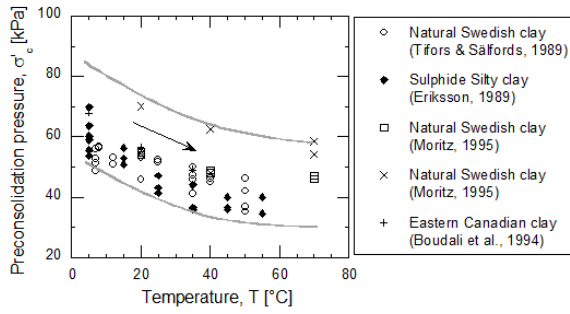 100
80
60
40
20
0
20
40
60
80
Preconsolidation pressure, σ'c [kPa]
Temperature, T [°C]
Natural Swedish clay
(Tifors & Sälfords, 1989)
Sulphide Silty clay
(Eriksson, 1989)
Natural Swedish clay
(Moritz, 1995)
Natural Swedish clay
(Moritz, 1995)
Eastern Canadian clay
(Boudali et al., 1994)